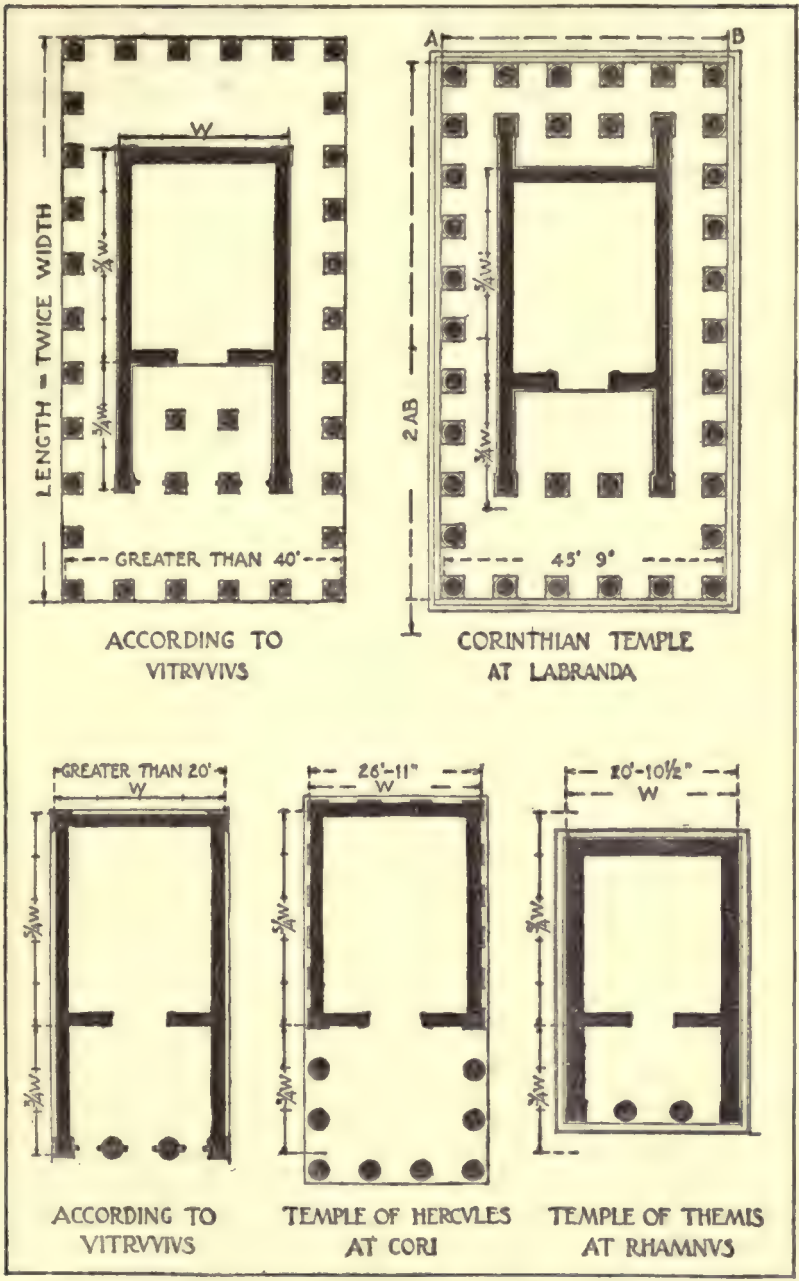 A B
W
LENGTH = TWICE WIDTH
5/4 W
3/4 W
GREATER THAN 40'
2 AB
5/4 W
3/4 W
45' 9"
ACCORDING TO
VITRVVIVS
CORINTHIAN TEMPLE
AT LABRANDA
GREATER THAN 20'
W
5/4 W
3/4 W
26'-11"
W
5/4 W
3/4 W
20'-10½"
W
5/4 W
3/4 W
ACCORDING TO
VITRVVIVS
TEMPLE OF HERCVLES
AT CORI
TEMPLE OF THEMIS
AT RHAMNVS